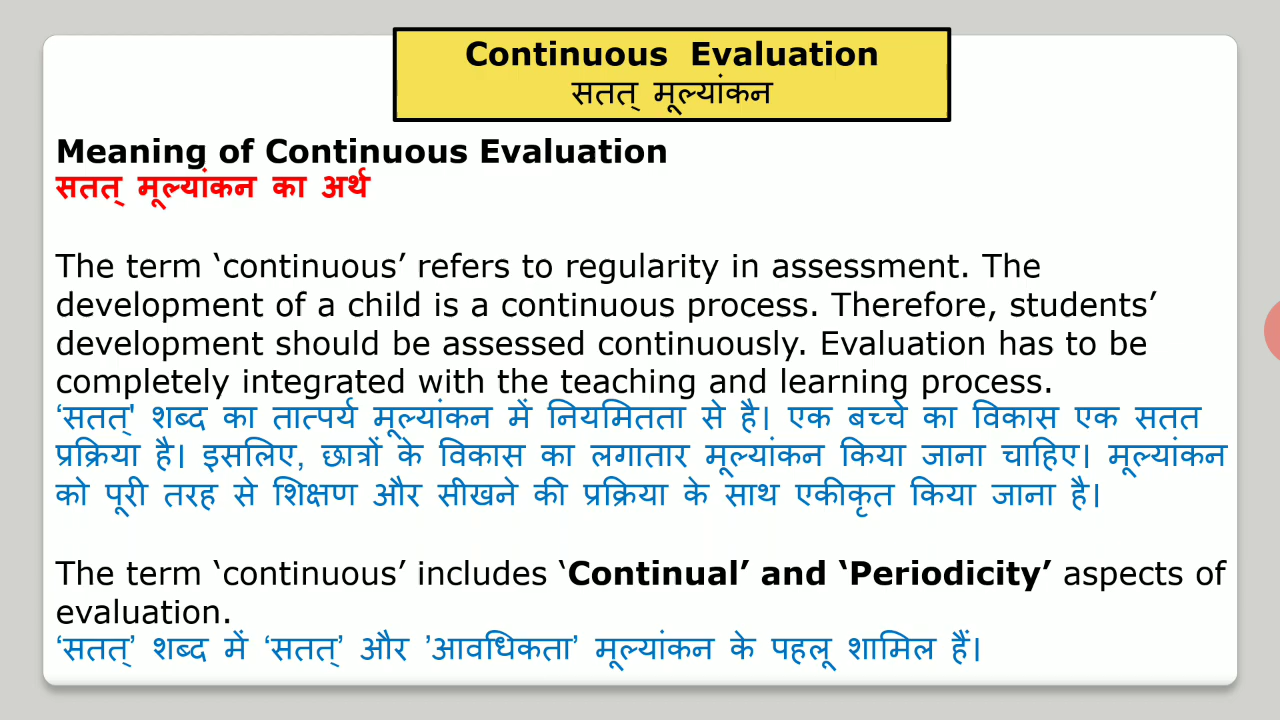 Continuous Evaluation
सतत् मूल्यांकन
Meaning of Continuous Evaluation
सतत् मूल्यांकन का अर्थ
The term ‘continuous’ refers to regularity in assessment. The
development of a child is a continuous process. Therefore, students’
development should be assessed continuously. Evaluation has to be
completely integrated with the teaching and learning process.
‘सतत्' शब्द का तात्पर्य मूल्यांकन में नियमितता से है। एक बच्चे का विकास एक सतत
प्रक्रिया है। इसलिए, छात्रों के विकास का लगातार मूल्यांकन किया जाना चाहिए। मूल्यांकन
को पूरी तरह से शिक्षण और सीखने की प्रक्रिया के साथ एकीकृत किया जाना है।
The term ‘continuous’ includes ‘Continual’ and ‘Periodicity’ aspects of
evaluation.
‘सतत्’ शब्द में ‘सतत्’ और ’आवधिकता’ मूल्यांकन के पहलू शामिल हैं।